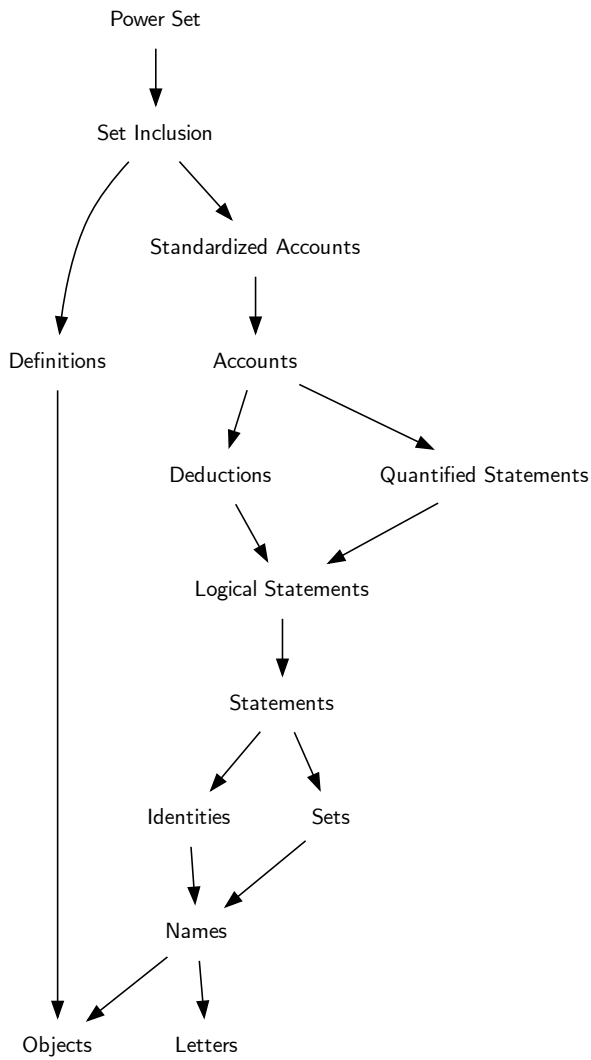 Power Set
Set Inclusion
Standardized Accounts
Definitions
Accounts
Deductions
Quantified Statements
Logical Statements
Statements
Identities
Sets
Names
Objects
Letters